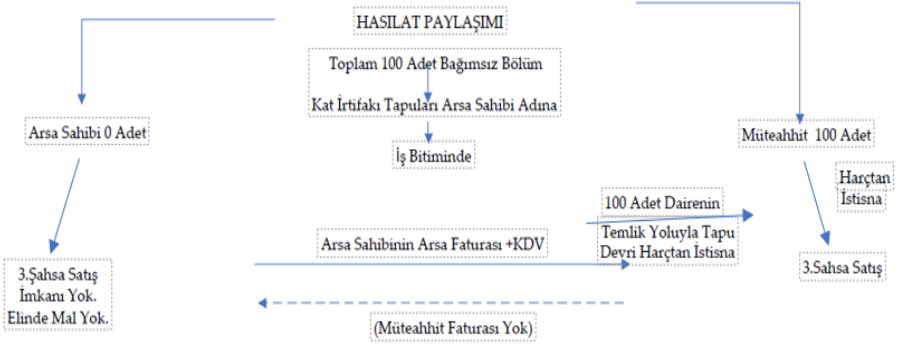 HASILAT PAYLAŞIMI
Toplam 100 Adet Bağımsız Bölüm
Kat İrtifakı Tapuları Arsa Sahibi Adına
İş Bitiminde
Arsa Sahibi 0 Adet
Müteahhit 100 Adet
Harçtan
İstisna
100 Adet Dairenin
Temlik Yoluyla Tapu
Devri Harçtan İstisna
Arsa Sahibinin Arsa Faturası +KDV
3.Şahsa Satış
İmkanı Yok.
Elinde Mal Yok.
3.Sahsa Satış
(Müteahhit Faturası Yok)